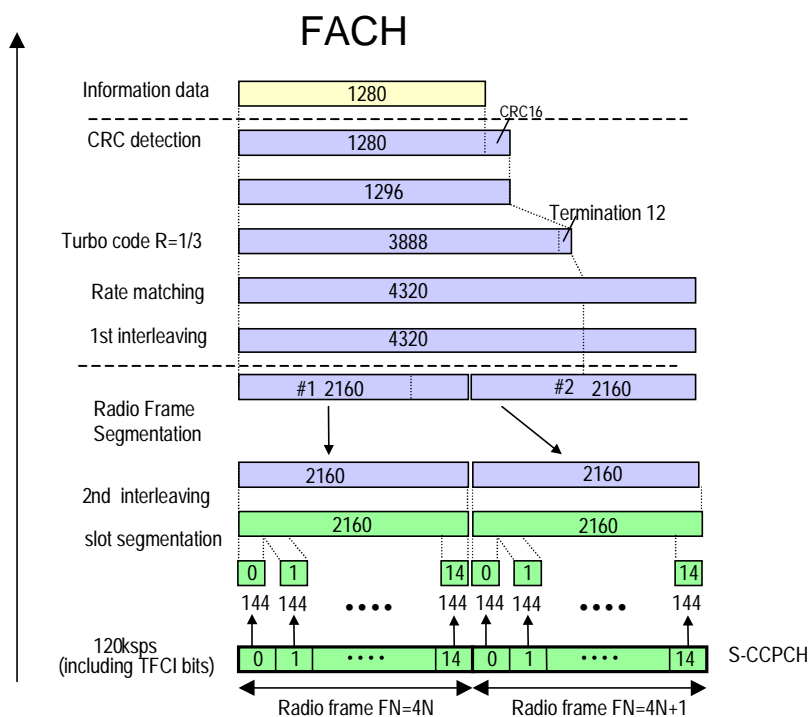 FACH
Information data
1280
CRC16
CRC detection
1280
1296
Termination 12
Turbo code R=1/3
3888
Rate matching
4320
1st interleaving
4320
#1 2160
#2 2160
Radio Frame
Segmentation
2160
2160
2nd interleaving
slot segmentation
2160
2160
0 1 14 0 1 14
144 144 •••• 144 144 144 •••• 144
120ksps
(including TFCI bits)
0 1 •••• 14 0 1 •••• 14
S-CCPCH
Radio frame FN=4N
Radio frame FN=4N+1